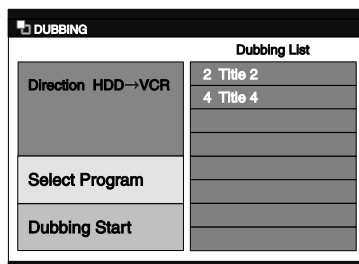 DUBBING
Dubbing List
Direction HDD→VCR
2 Title 2
4 Title 4
Select Program
Dubbing Start